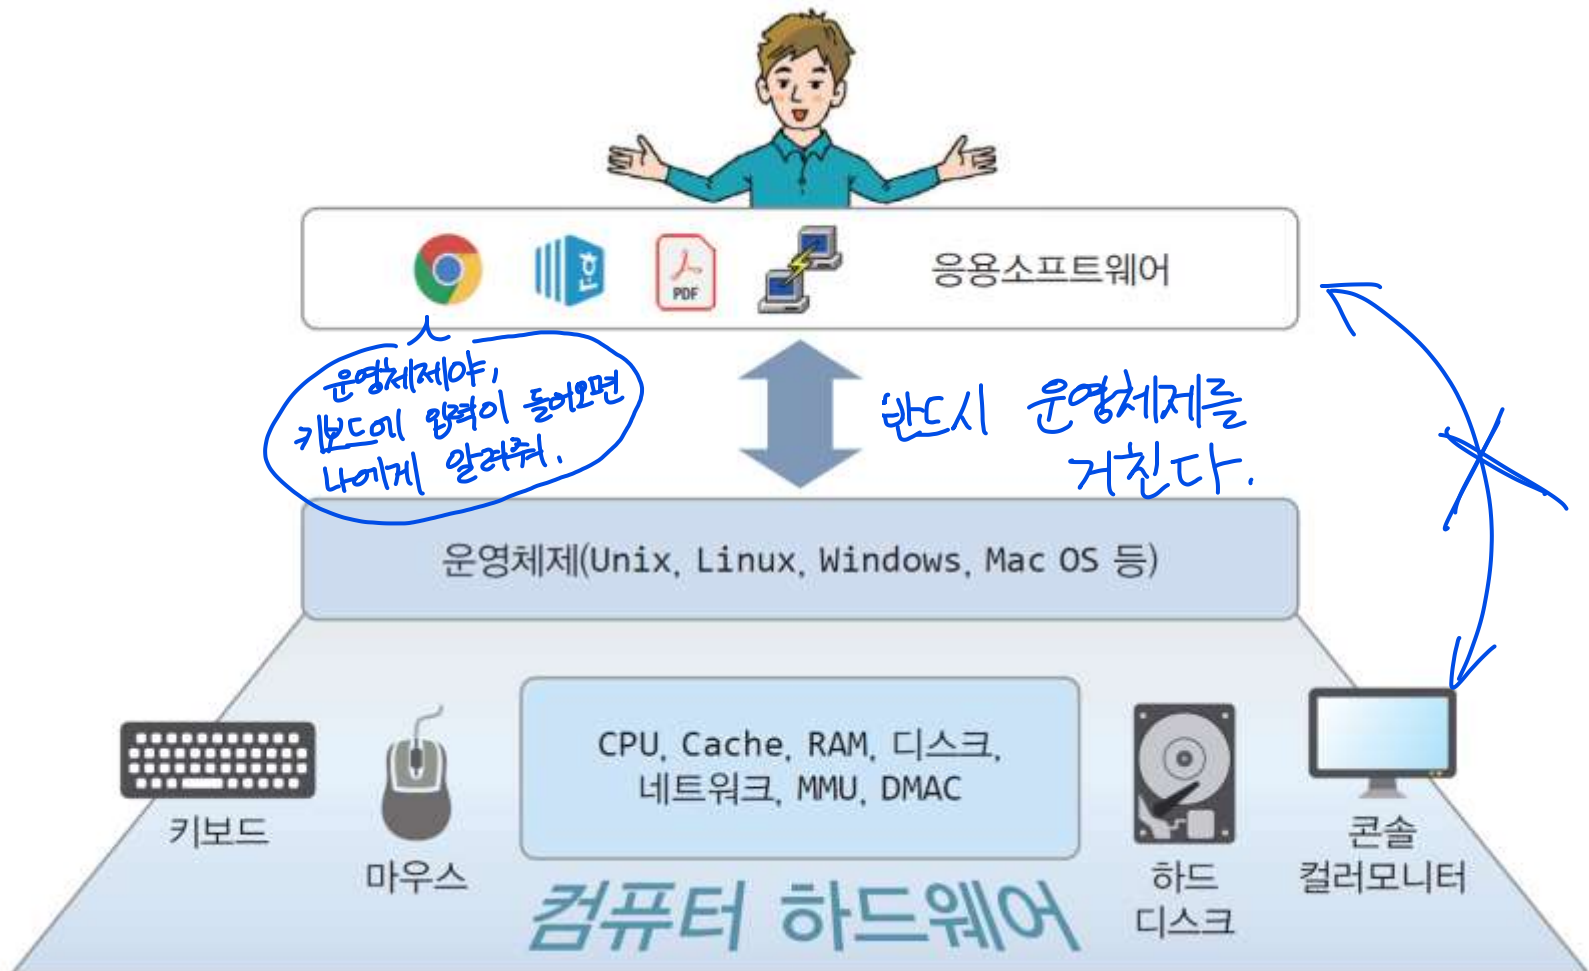 PDF
응용소프트웨어
운영체제야,
키보드에 입력이 들어오면
나에게 알려줘.
반드시 운영체제를
거친다.
운영체제(Unix, Linux, Windows, Mac OS 등)
CPU, Cache, RAM, 디스크,
네트워크, MMU, DMAC
키보드
마우스
하드
디스크
콘솔
컬러모니터
컴퓨터 하드웨어